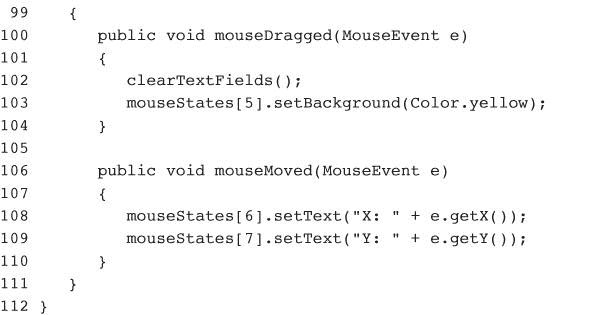 99    {
100      public void mouseDragged(MouseEvent e)
101      {
102         clearTextFields();
103         mouseStates[5].setBackground(Color.yellow);
104      }
105
106      public void mouseMoved(MouseEvent e)
107      {
108         mouseStates[6].setText("X: " + e.getX());
109         mouseStates[7].setText("Y: " + e.getY());
110      }
111   }
112 }